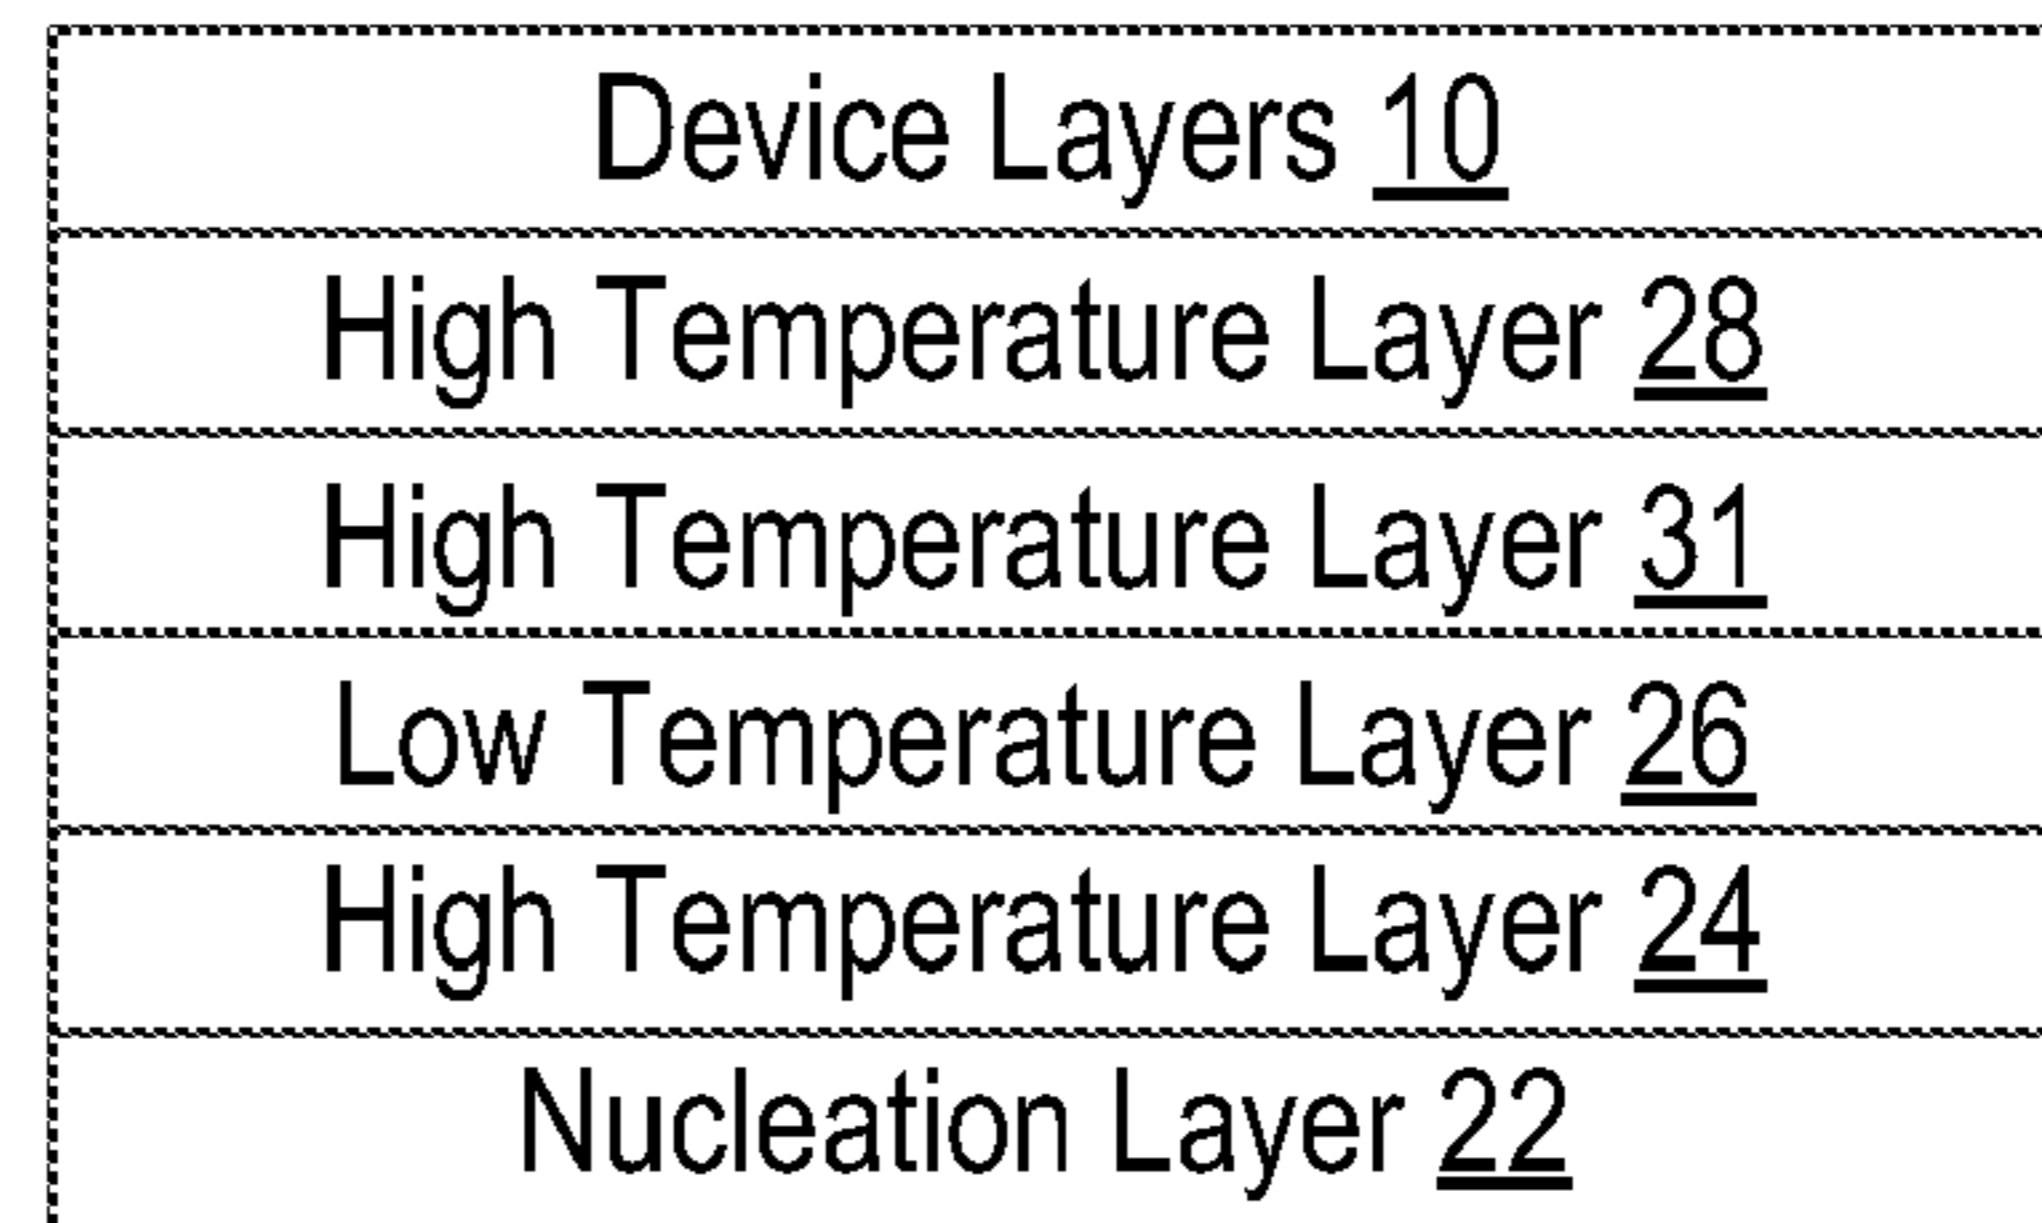 Device Layers 10
High Temperature Layer 28
High Temperature Layer 31
Low Temperature Layer 26
High Temperature Layer 24
Nucleation Layer 22